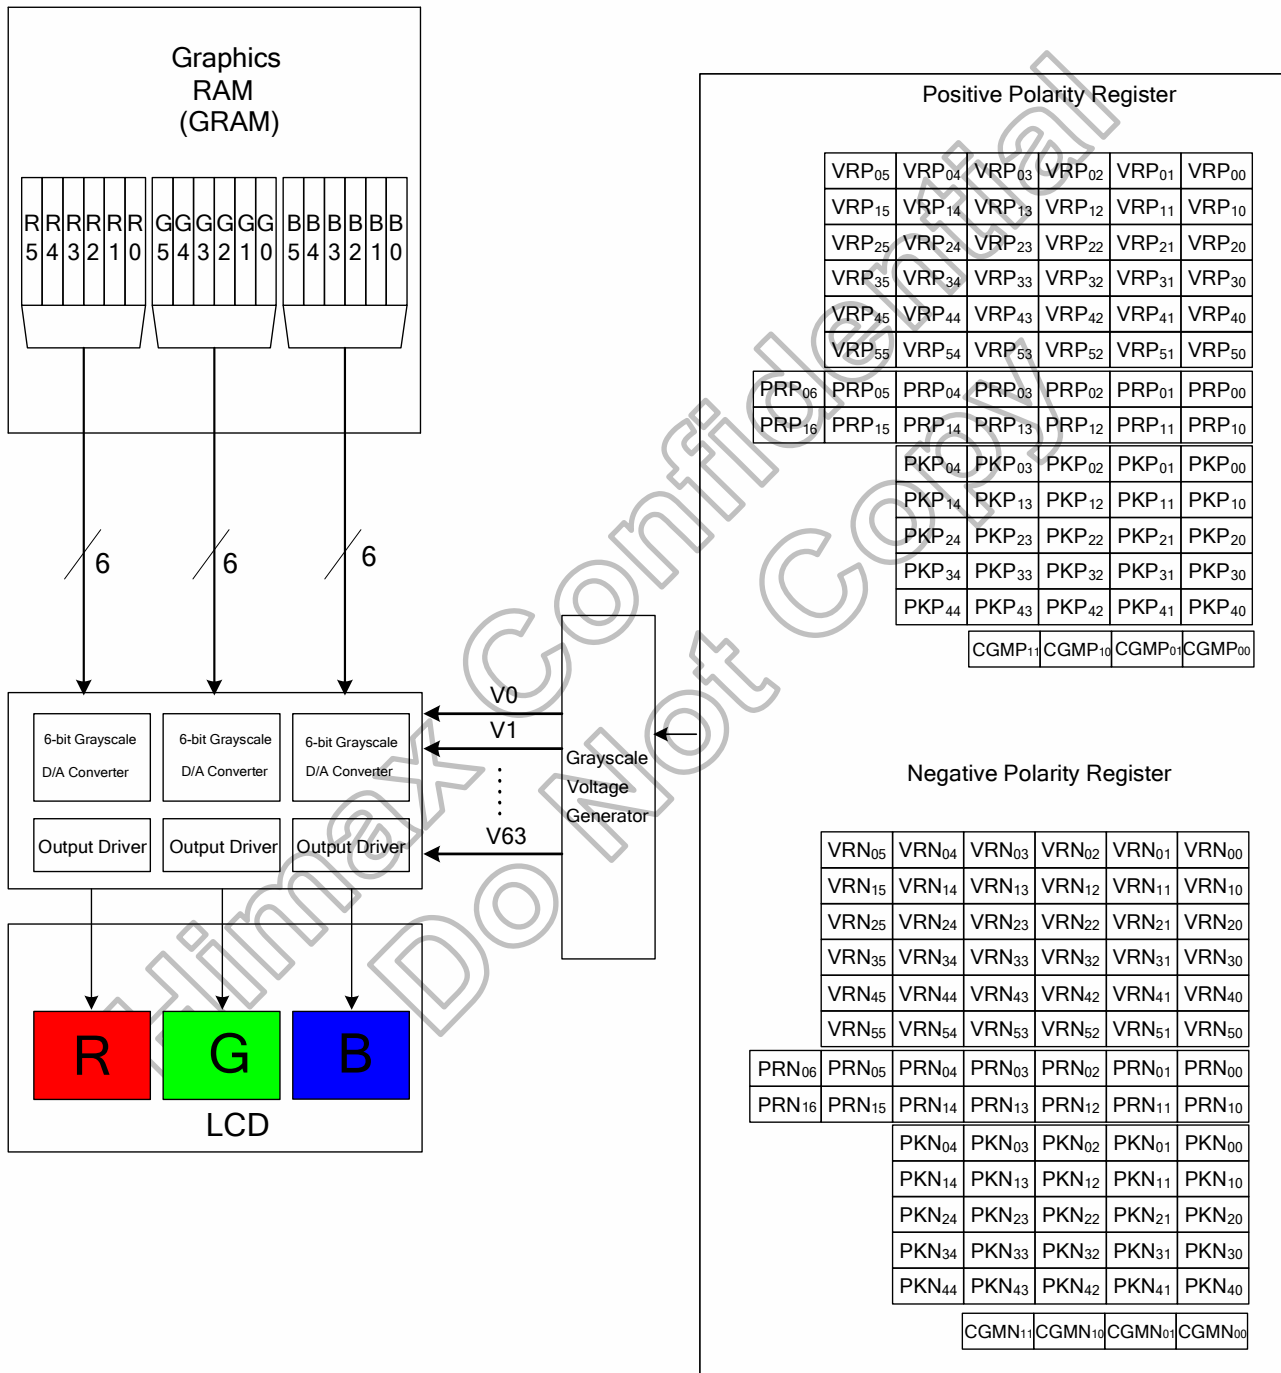 Graphics
RAM
(GRAM)
R5 R4 R3 R2 R1 R0 G5 G4 G3 G2 G1 G0 B5 B4 B3 B2 B1 B0
6 6 6
6-bit Grayscale D/A Converter
6-bit Grayscale D/A Converter
6-bit Grayscale D/A Converter
Output Driver Output Driver Output Driver
V0
V1
V63
Grayscale
Voltage
Generator
R G B
LCD
Positive Polarity Register
VRP05 VRP04 VRP03 VRP02 VRP01 VRP00
VRP15 VRP14 VRP13 VRP12 VRP11 VRP10
VRP25 VRP24 VRP23 VRP22 VRP21 VRP20
VRP35 VRP34 VRP33 VRP32 VRP31 VRP30
VRP45 VRP44 VRP43 VRP42 VRP41 VRP40
VRP55 VRP54 VRP53 VRP52 VRP51 VRP50
PRP06 PRP05 PRP04 PRP03 PRP02 PRP01 PRP00
PRP16 PRP15 PRP14 PRP13 PRP12 PRP11 PRP10
PKP04 PKP03 PKP02 PKP01 PKP00
PKP14 PKP13 PKP12 PKP11 PKP10
PKP24 PKP23 PKP22 PKP21 PKP20
PKP34 PKP33 PKP32 PKP31 PKP30
PKP44 PKP43 PKP42 PKP41 PKP40
CGMP11 CGMP10 CGMP01 CGMP00
Negative Polarity Register
VRN05 VRN04 VRN03 VRN02 VRN01 VRN00
VRN15 VRN14 VRN13 VRN12 VRN11 VRN10
VRN25 VRN24 VRN23 VRN22 VRN21 VRN20
VRN35 VRN34 VRN33 VRN32 VRN31 VRN30
VRN45 VRN44 VRN43 VRN42 VRN41 VRN40
VRN55 VRN54 VRN53 VRN52 VRN51 VRN50
PRN06 PRN05 PRN04 PRN03 PRN02 PRN01 PRN00
PRN16 PRN15 PRN14 PRN13 PRN12 PRN11 PRN10
PKN04 PKN03 PKN02 PKN01 PKN00
PKN14 PKN13 PKN12 PKN11 PKN10
PKN24 PKN23 PKN22 PKN21 PKN20
PKN34 PKN33 PKN32 PKN31 PKN30
PKN44 PKN43 PKN42 PKN41 PKN40
CGMN11 CGMN10 CGMN01 CGMN00
Himax Confidential
Do Not Copy